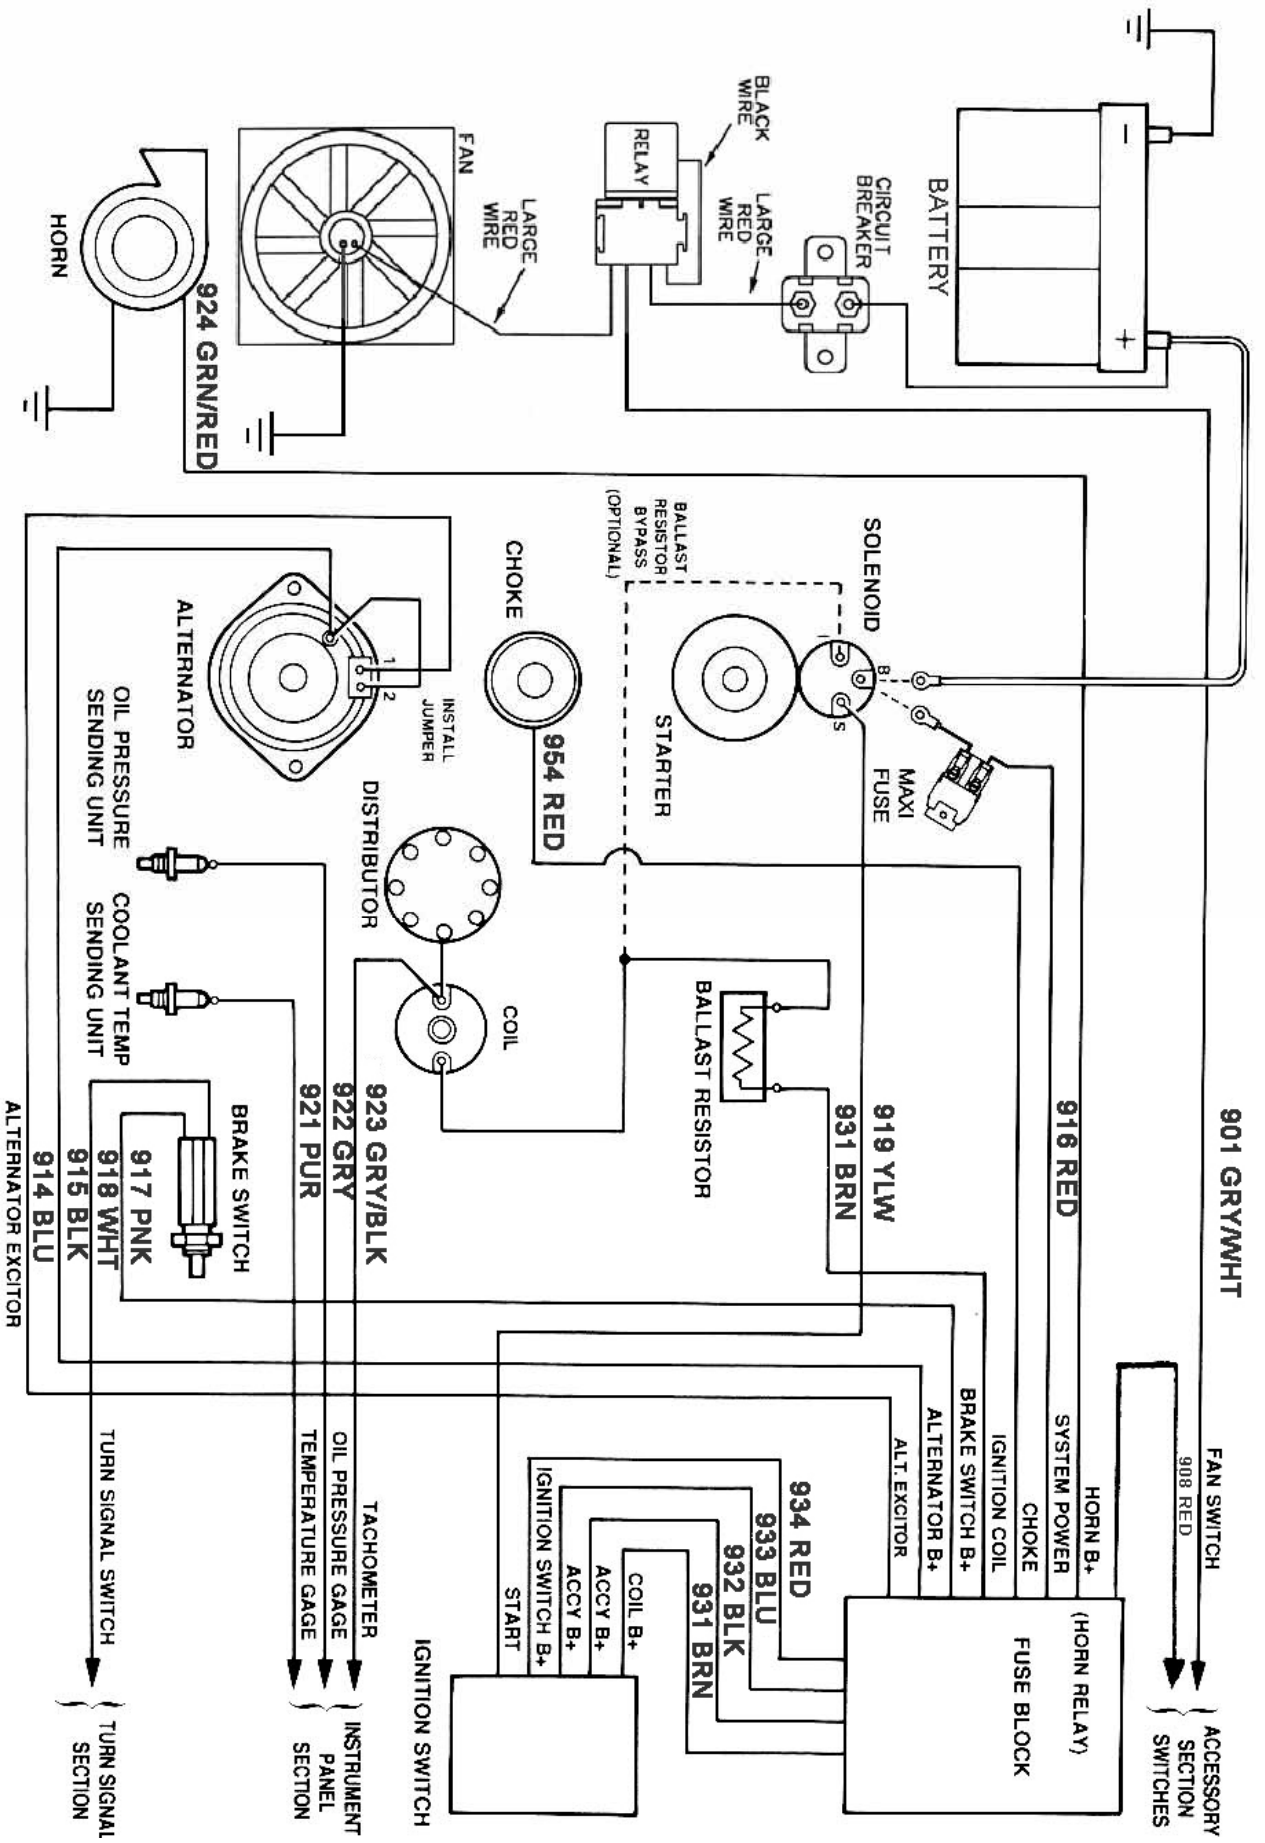 BATTERY
-
+
CIRCUIT
BREAKER
BLACK
WIRE
LARGE
RED
WIRE
RELAY
LARGE
RED
WIRE
FAN
HORN
924 GRN/RED
SOLENOID
I
B
S
BALLAST
RESISTOR
BYPASS
(OPTIONAL)
STARTER
MAXI
FUSE
CHOKE
954 RED
ALTERNATOR
1
2
INSTALL
JUMPER
DISTRIBUTOR
COIL
BALLAST RESISTOR
OIL PRESSURE
SENDING UNIT
COOLANT TEMP
SENDING UNIT
BRAKE SWITCH
901 GRY/WHT
916 RED
919 YLW
931 BRN
923 GRY/BLK
922 GRY
921 PUR
917 PNK
918 WHT
915 BLK
914 BLU
ALTERNATOR EXCITOR
FAN SWITCH
908 RED
HORN B+
SYSTEM POWER
CHOKE
IGNITION COIL
BRAKE SWITCH B+
ALTERNATOR B+
ALT. EXCITOR
934 RED
933 BLU
932 BLK
931 BRN
COIL B+
ACCY B+
ACCY B+
IGNITION SWITCH B+
START
TACHOMETER
OIL PRESSURE GAGE
TEMPERATURE GAGE
TURN SIGNAL SWITCH
(HORN RELAY)
FUSE BLOCK
IGNITION SWITCH
ACCESSORY
SECTION
SWITCHES
INSTRUMENT
PANEL
SECTION
TURN SIGNAL
SECTION